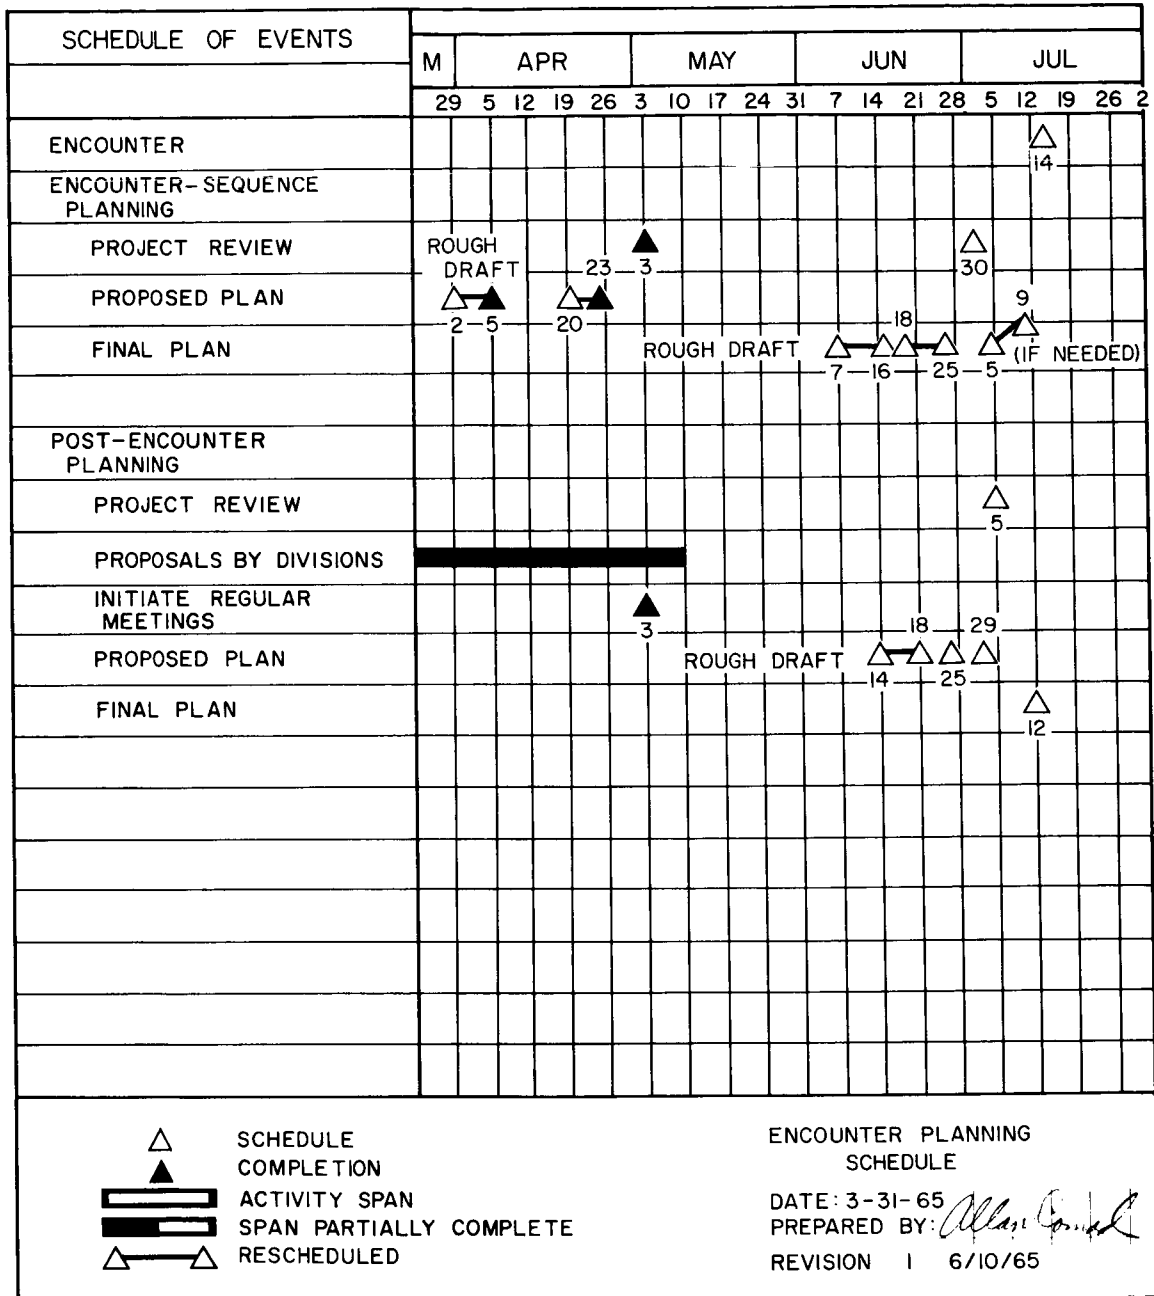 SCHEDULE OF EVENTS
M APR MAY JUN JUL
29 5 12 19 26 3 10 17 24 31 7 14 21 28 5 12 19 26 2
ENCOUNTER
14
ENCOUNTER-SEQUENCE
PLANNING
PROJECT REVIEW
ROUGH
DRAFT
23 3 30
PROPOSED PLAN
2 5 20
9
18
FINAL PLAN
ROUGH DRAFT
(IF NEEDED)
7 16 25 5
POST-ENCOUNTER
PLANNING
PROJECT REVIEW
5
PROPOSALS BY DIVISIONS
INITIATE REGULAR
MEETINGS
3 18 29
PROPOSED PLAN
ROUGH DRAFT
14 25
FINAL PLAN
12
SCHEDULE
COMPLETION
ACTIVITY SPAN
SPAN PARTIALLY COMPLETE
RESCHEDULED
ENCOUNTER PLANNING
SCHEDULE
DATE: 3-31-65
PREPARED BY: Allan Conrad
REVISION 1 6/10/65